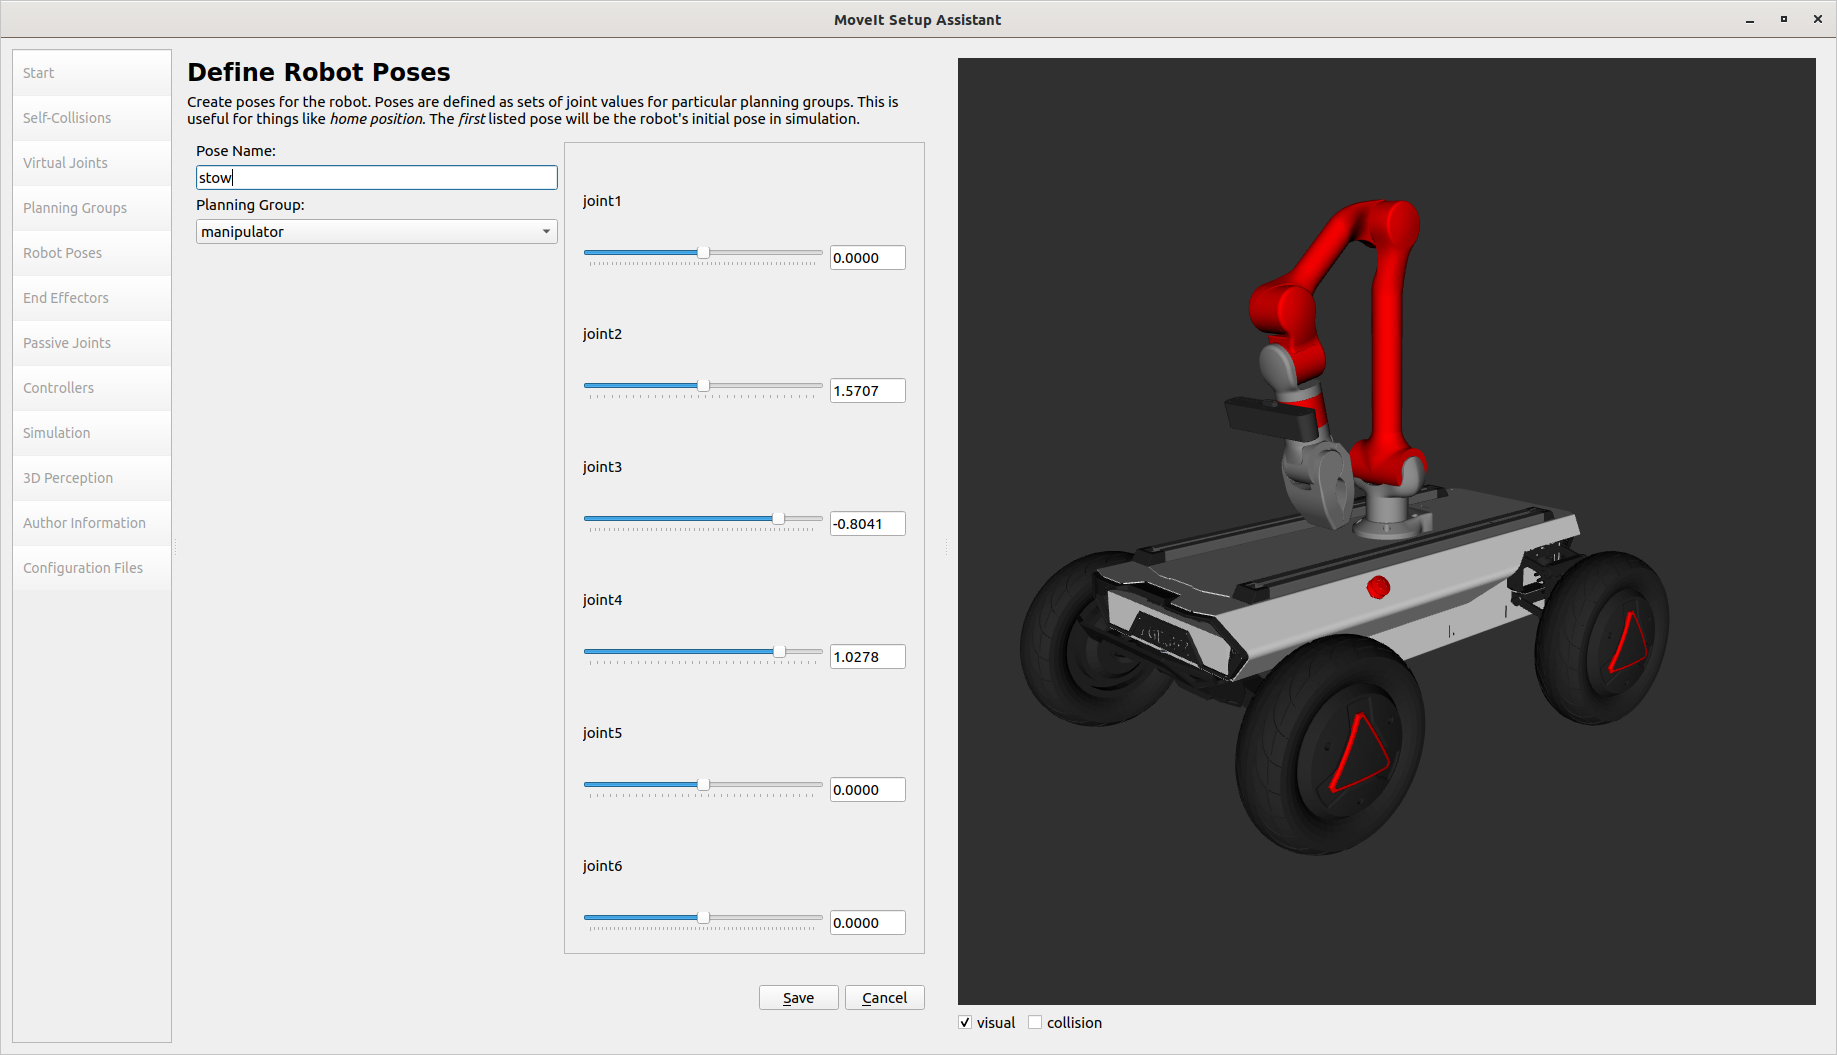 MoveIt Setup Assistant
Start
Self-Collisions
Virtual Joints
Planning Groups
Robot Poses
End Effectors
Passive Joints
Controllers
Simulation
3D Perception
Author Information
Configuration Files
Define Robot Poses
Create poses for the robot. Poses are defined as sets of joint values for particular planning groups. This is
useful for things like home position. The first listed pose will be the robot's initial pose in simulation.
Pose Name:
stow
Planning Group:
manipulator
joint1
0.0000
joint2
1.5707
joint3
-0.8041
joint4
1.0278
joint5
0.0000
joint6
0.0000
Save
Cancel
visual
collision